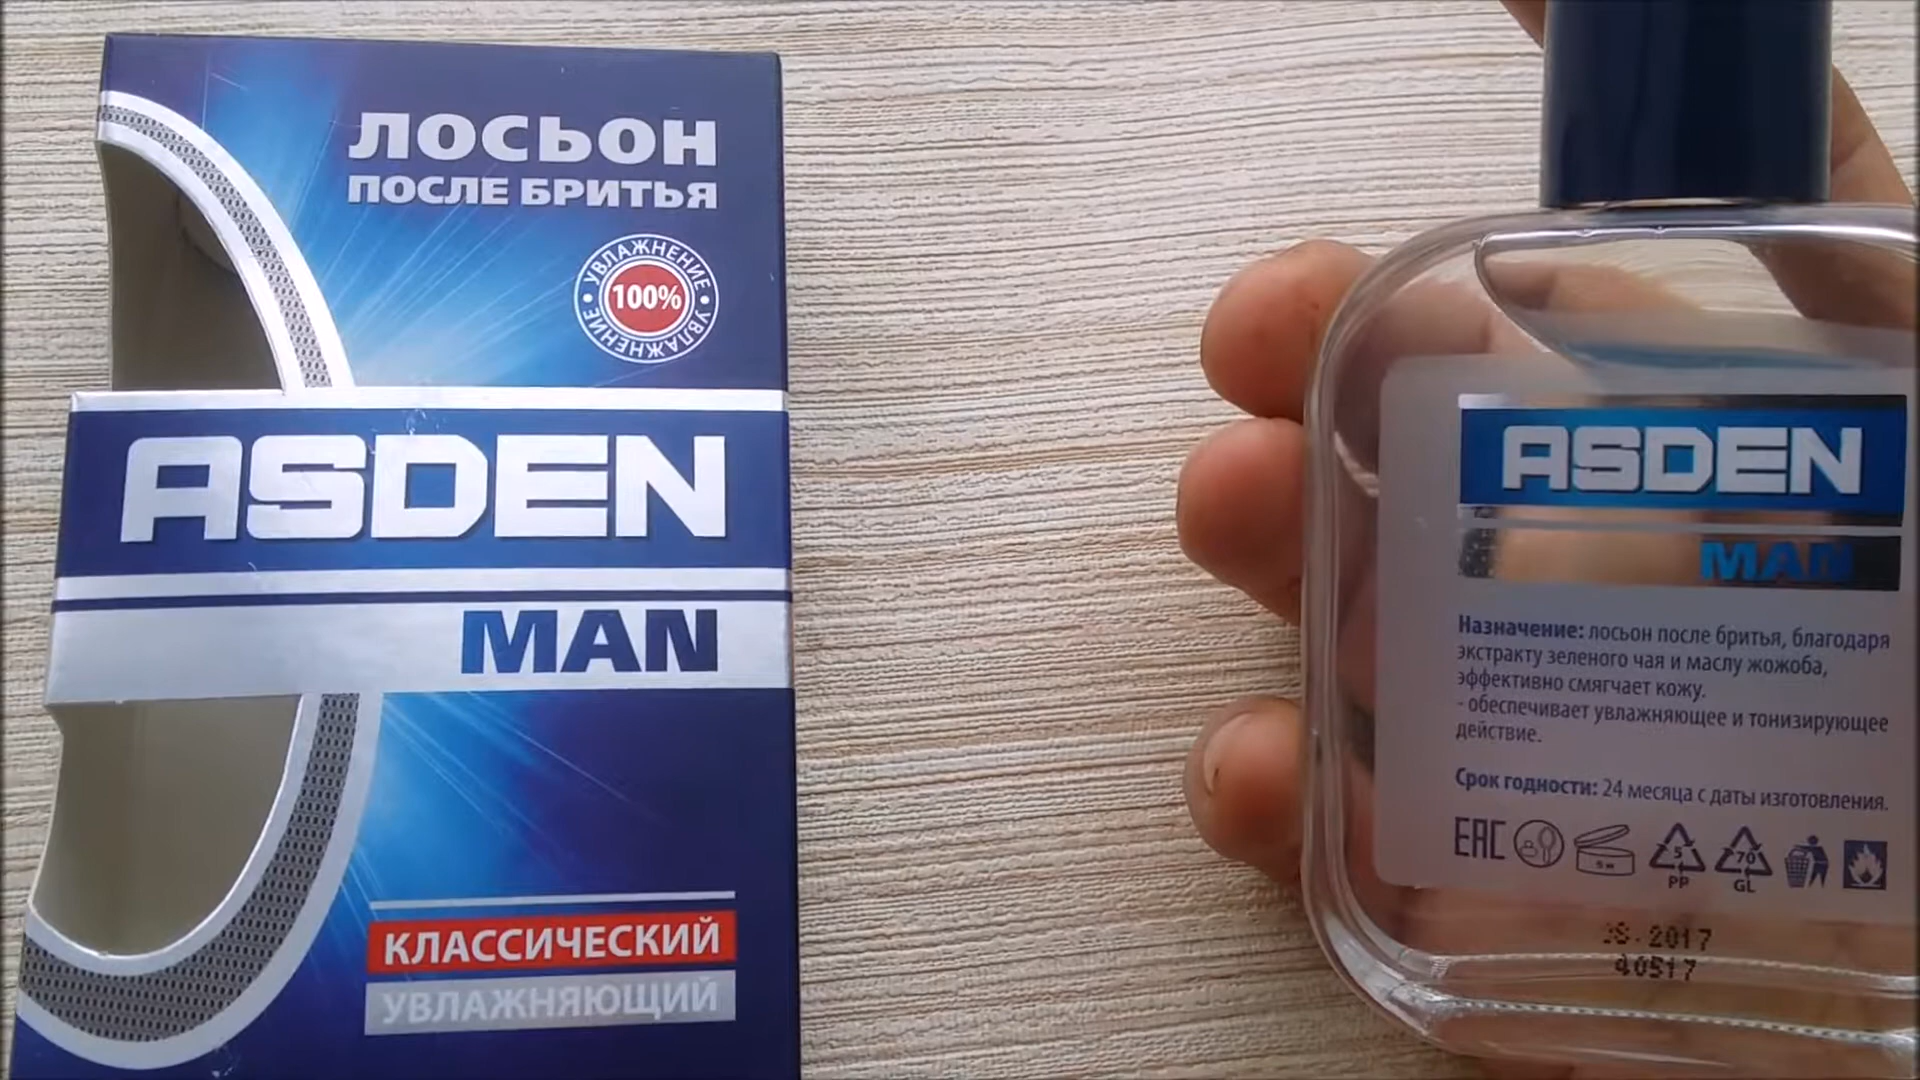 ЛОСЬОН
ПОСЛЕ БРИТЬЯ
УВЛАЖНЕНИЕ • УВЛАЖНЕНИЕ •
100%
ASDEN
MAN
КЛАССИЧЕСКИЙ
УВЛАЖНЯЮЩИЙ
ASDEN
MAN
Назначение: лосьон после бритья, благодаря
экстракту зеленого чая и маслу жожоба,
эффективно смягчает кожу.
- обеспечивает увлажняющее и тонизирующее
действие.
Срок годности: 24 месяца с даты изготовления.
EAC
5
PP
70
GL
2017
40517